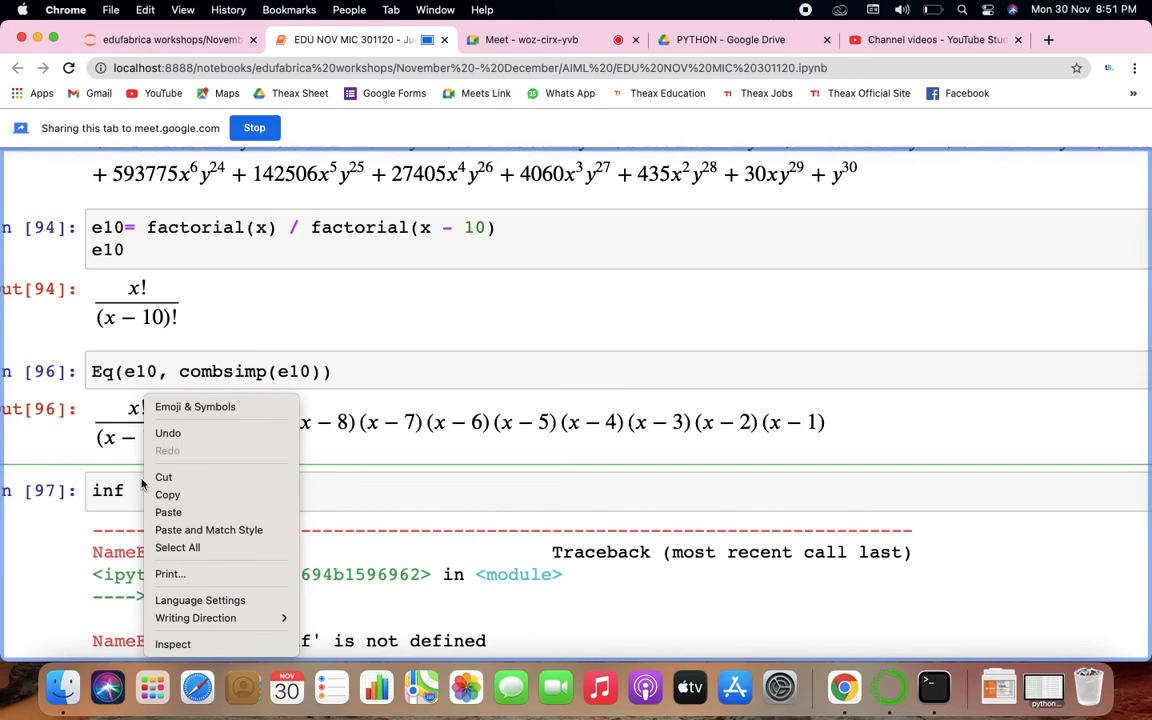 Chrome File Edit View History Bookmarks People Tab Window Help Mon 30 Nov 8:51 PM
edufabrica workshops/Novemb EDU NOV MIC 301120 - Ju Meet - woz-cirx-yvb PYTHON - Google Drive Channel videos - YouTube Stu
localhost:8888/notebooks/edufabrica%20workshops/November%20-%20December/AIML%20/EDU%20NOV%20MIC%20301120.ipynb
Apps Gmail YouTube Maps Theax Sheet Google Forms Meets Link Whats App Theax Education Theax Jobs Theax Official Site Facebook »
Sharing this tab to meet.google.com Stop
+ 593775x⁶y²⁴ + 142506x⁵y²⁵ + 27405x⁴y²⁶ + 4060x³y²⁷ + 435x²y²⁸ + 30xy²⁹ + y³⁰
n [94]: e10= factorial(x) / factorial(x - 10)
e10
ut[94]: x!
(x − 10)!
n [96]: Eq(e10, combsimp(e10))
ut[96]: x!
(x − x − 8)(x − 7)(x − 6)(x − 5)(x − 4)(x − 3)(x − 2)(x − 1)
Emoji & Symbols
Undo
Redo
Cut
Copy
Paste
Paste and Match Style
Select All
Print...
Language Settings
Writing Direction
Inspect
n [97]: inf
NameE Traceback (most recent call last)
<ipyt 694b1596962> in <module>
---->
NameE f' is not defined
NOV
30
python...